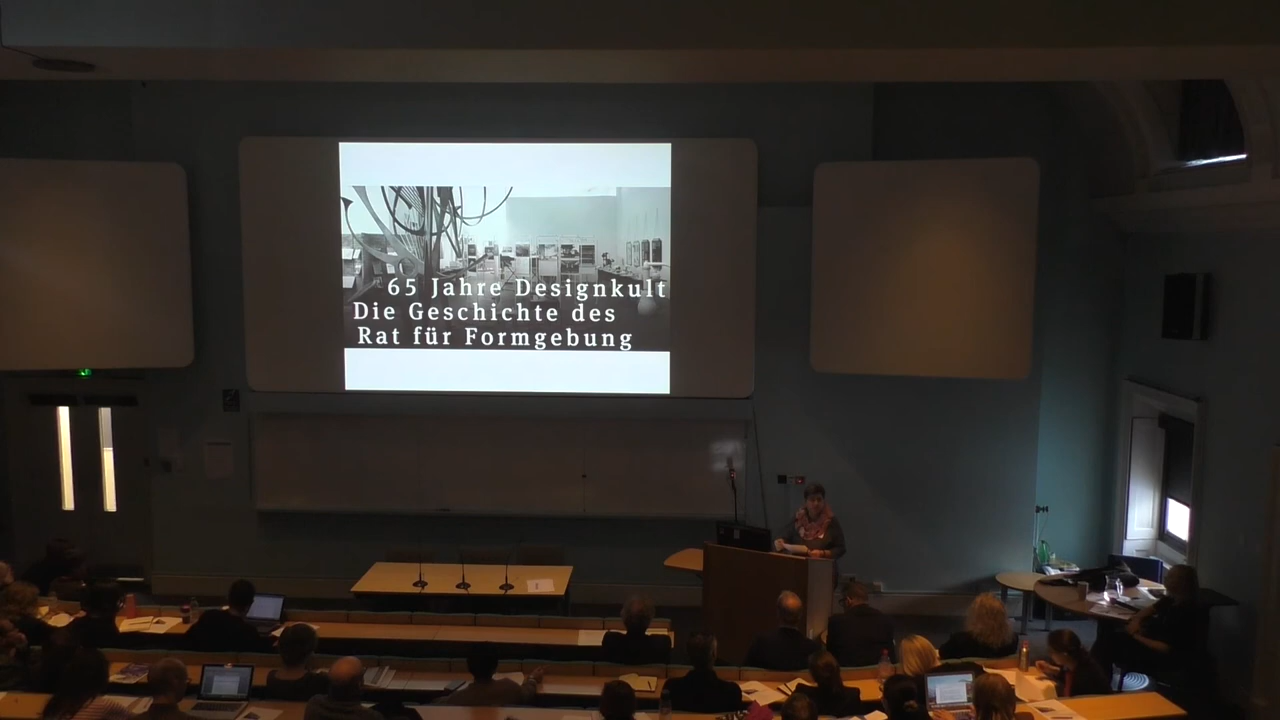 65 Jahre Designkult
Die Geschichte des
Rat für Formgebung